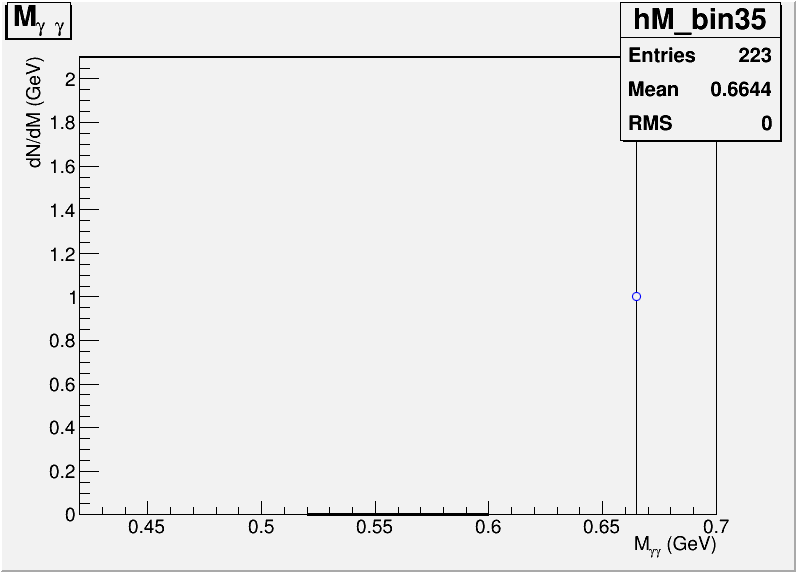 M_γ γ
hM_bin35
Entries 223
Mean 0.6644
RMS 0
dN/dM (GeV)
2
1.8
1.6
1.4
1.2
1
0.8
0.6
0.4
0.2
0
0.45 0.5 0.55 0.6 0.65 0.7
M_γγ (GeV)